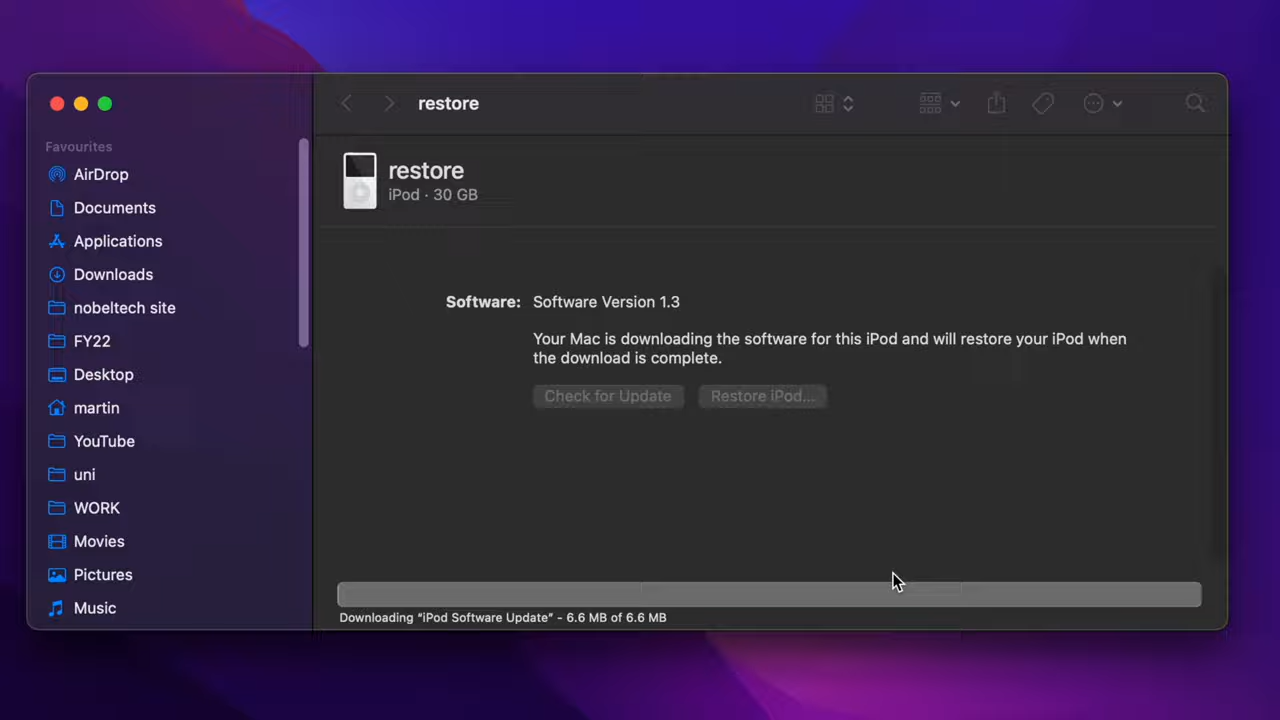 restore
Favourites
AirDrop
Documents
Applications
Downloads
nobeltech site
FY22
Desktop
martin
YouTube
uni
WORK
Movies
Pictures
Music
restore
iPod · 30 GB
Software: Software Version 1.3
Your Mac is downloading the software for this iPod and will restore your iPod when
the download is complete.
Check for Update Restore iPod...
Downloading “iPod Software Update” - 6.6 MB of 6.6 MB